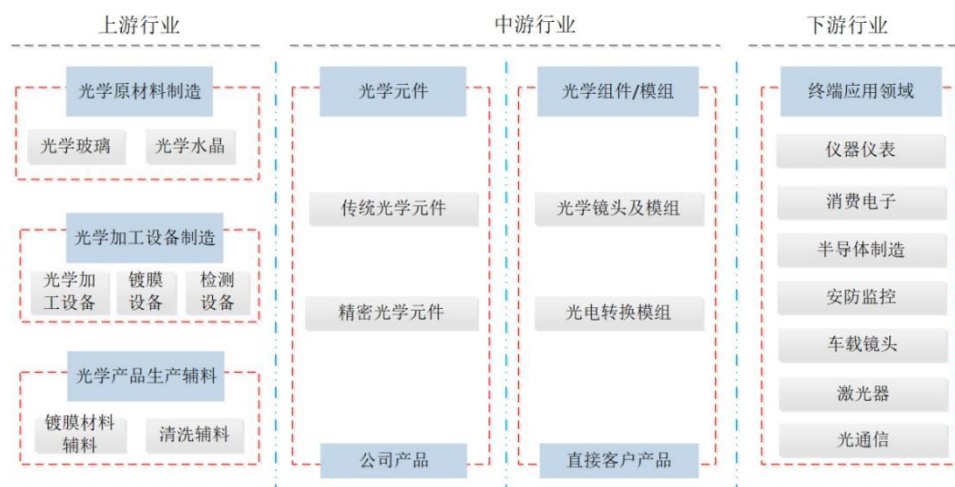 上游行业
中游行业
下游行业
光学原材料制造
光学玻璃
光学水晶
光学加工设备制造
光学加
工设备
镀膜
设备
检测
设备
光学产品生产辅料
镀膜材料
辅料
清洗辅料
光学元件
传统光学元件
精密光学元件
公司产品
光学组件/模组
光学镜头及模组
光电转换模组
直接客户产品
终端应用领域
仪器仪表
消费电子
半导体制造
安防监控
车载镜头
激光器
光通信